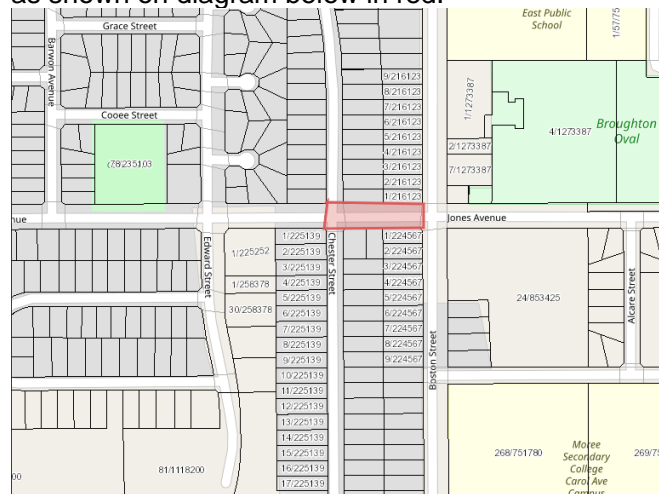 as shown on diagram below in red.
Grace Street
East Public
School
1/57/75
Barwon Avenue
9/216123
8/216123
7/216123
6/216123
5/216123
4/216123
3/216123
2/216123
1/216123
1/1273387
Cooee Street
4/1273387
Broughton
Oval
2/1273387
7/1273387
78/235103
nue
Jones Avenue
Edward Street
Chester Street
1/225139
2/225139
3/225139
4/225139
5/225139
6/225139
7/225139
8/225139
9/225139
10/225139
11/225139
12/225139
13/225139
14/225139
15/225139
16/225139
17/225139
1/225252
1/258378
30/258378
1/224567
2/224567
3/224567
4/224567
5/224567
6/224567
7/224567
8/224567
9/224567
Boston Street
24/853425
Alcare Street
81/1118200
00
268/751780
Moree
Secondary
College
Carol Ave
Campus
269/75